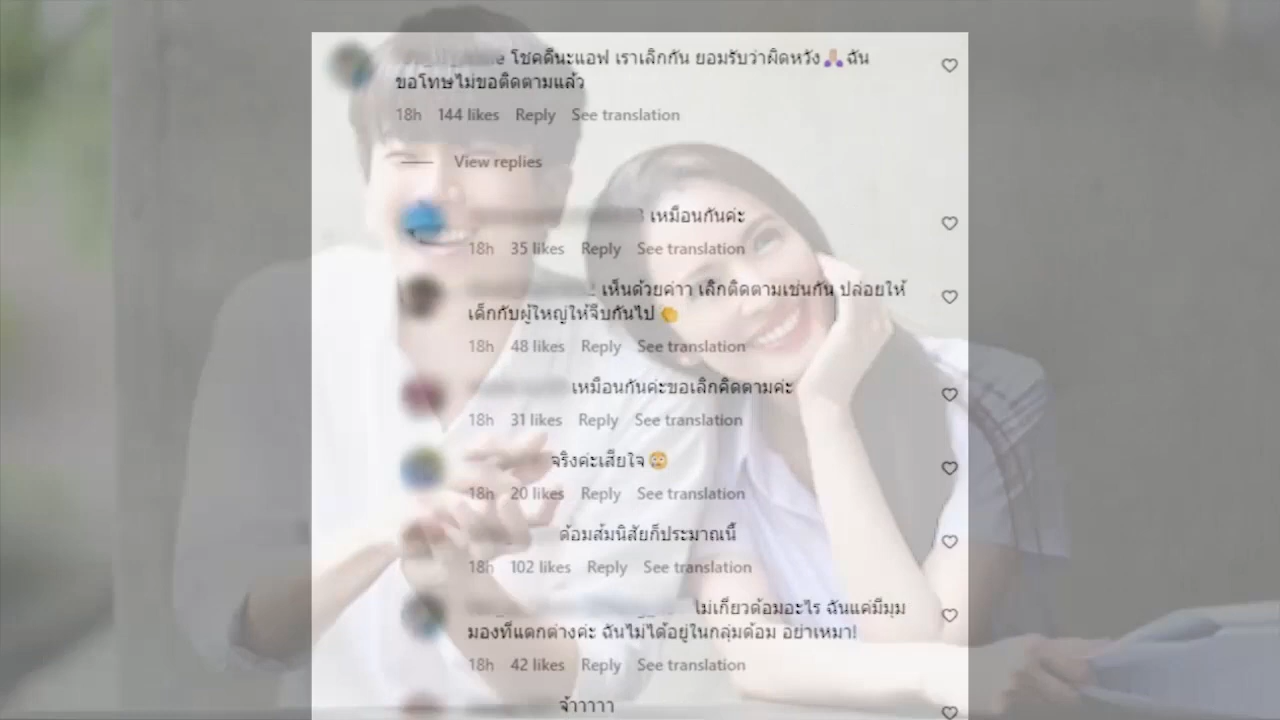 โชคดีนะแอฟ เราเลิกกัน ยอมรับว่าผิดหวัง🙏🏼ฉัน
ขอโทษไม่ขอติดตามแล้ว
18h 144 likes Reply See translation
View replies
เหมือนกันค่ะ
18h 35 likes Reply See translation
เห็นด้วยค่าา เลิกติดตามเช่นกัน ปล่อยให้
เด็กกับผู้ใหญ่ให้จีบกันไป 👏
18h 48 likes Reply See translation
เหมือนกันค่ะขอเลิกติดตามค่ะ
18h 31 likes Reply See translation
จริงค่ะเสียใจ😳
18h 20 likes Reply See translation
ด้อมส้มนิสัยก็ประมาณนี้
18h 102 likes Reply See translation
ไม่เกี่ยวด้อมอะไร ฉันแค่มีมุม
มองที่แตกต่างค่ะ ฉันไม่ได้อยู่ในกลุ่มด้อม อย่าเหมา!
18h 42 likes Reply See translation
จ้าาาาา